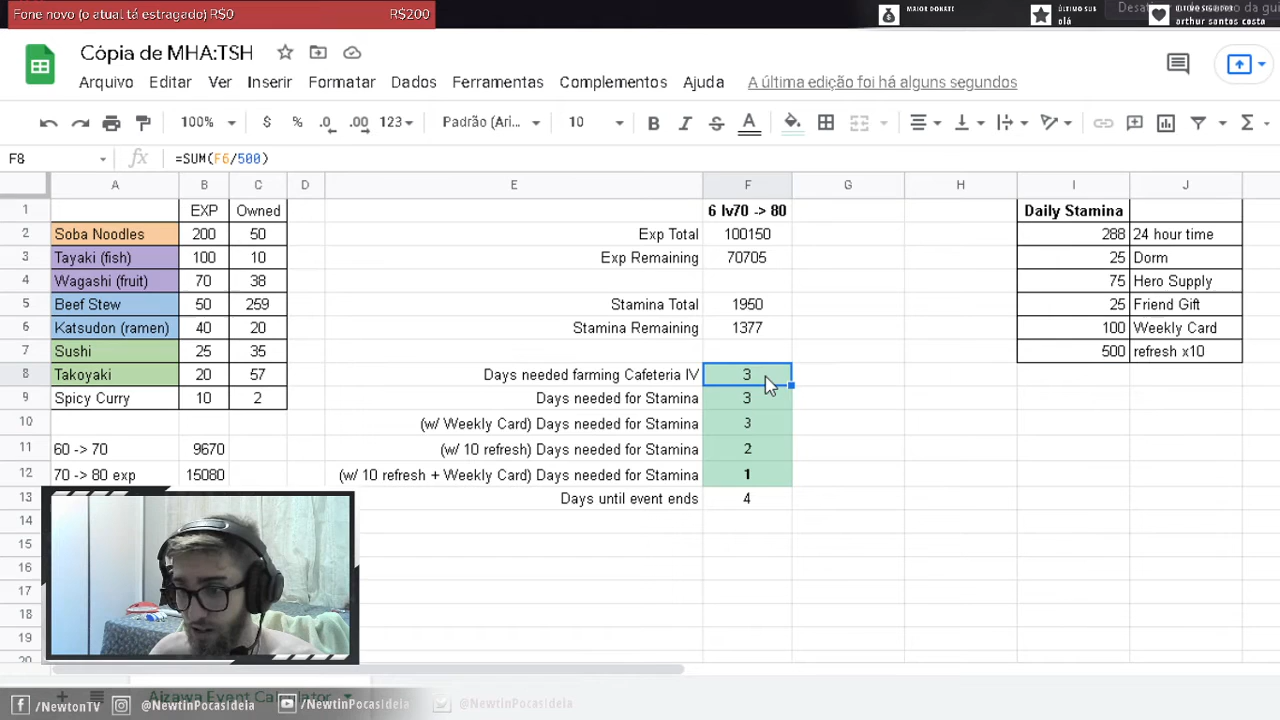 Fone novo (o atual tá estragado) R$0 R$200
MAIOR DONATE
ÚLTIMO SUB
olá
arthur santos costa
Cópia de MHA:TSH
Arquivo Editar Ver Inserir Formatar Dados Ferramentas Complementos Ajuda A última edição foi há alguns segundos
100% $ % .0 .00 123 Padrão (Ari... 10 B I S A Σ
F8 fx =SUM(F6/500)
A B C D E F G H I J
1 EXP Owned 6 lv70 -> 80 Daily Stamina
2 Soba Noodles 200 50 Exp Total 100150 288 24 hour time
3 Tayaki (fish) 100 10 Exp Remaining 70705 25 Dorm
4 Wagashi (fruit) 70 38 75 Hero Supply
5 Beef Stew 50 259 Stamina Total 1950 25 Friend Gift
6 Katsudon (ramen) 40 20 Stamina Remaining 1377 100 Weekly Card
7 Sushi 25 35 500 refresh x10
8 Takoyaki 20 57 Days needed farming Cafeteria IV 3
9 Spicy Curry 10 2 Days needed for Stamina 3
10 (w/ Weekly Card) Days needed for Stamina 3
11 60 -> 70 9670 (w/ 10 refresh) Days needed for Stamina 2
12 70 -> 80 exp 15080 (w/ 10 refresh + Weekly Card) Days needed for Stamina 1
13 Days until event ends 4
14
15
16
17
18
19
20
Aizawa Event Calculator
/NewtonTV @NewtinPocasIdeia /NewtinPocasIdeia @NewtinPocasIdeia